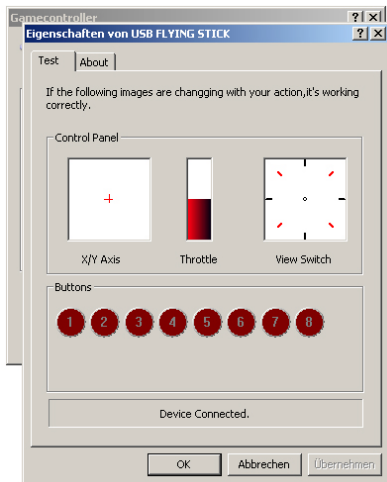 Gamecontroller
Eigenschaften von USB FLYING STICK
Test About
If the following images are changging with your action,it's working
correctly.
Control Panel
X/Y Axis Throttle View Switch
Buttons
1 2 3 4 5 6 7 8
Device Connected.
OK Abbrechen Übernehmen